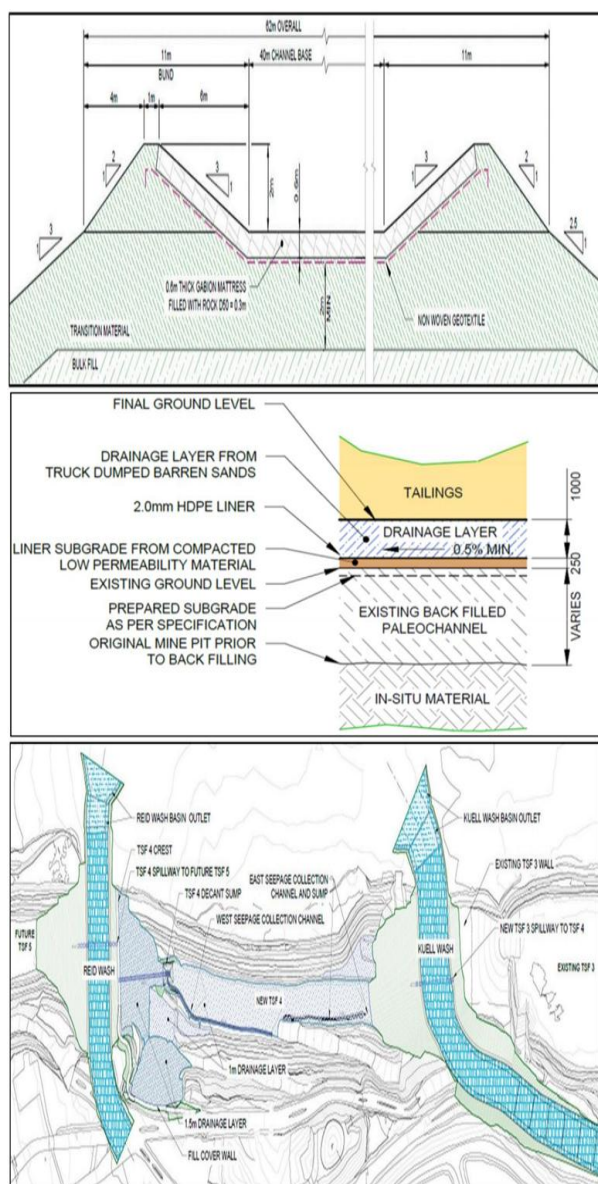 62m OVERALL
11m
BUND
40m CHANNEL BASE
11m
4m
1m
6m
2
1
3
1
2m
0.6m
3
1
2
1
3
1
2.5
1
0.6m THICK GABION MATTRESS
FILLED WITH ROCK D50 = 0.3m
2m
MIN
NON WOVEN GEOTEXTILE
TRANSITION MATERIAL
BULK FILL
FINAL GROUND LEVEL
DRAINAGE LAYER FROM
TRUCK DUMPED BARREN SANDS
2.0mm HDPE LINER
LINER SUBGRADE FROM COMPACTED
LOW PERMEABILITY MATERIAL
EXISTING GROUND LEVEL
PREPARED SUBGRADE
AS PER SPECIFICATION
ORIGINAL MINE PIT PRIOR
TO BACK FILLING
TAILINGS
DRAINAGE LAYER
0.5% MIN.
EXISTING BACK FILLED
PALEOCHANNEL
IN-SITU MATERIAL
1000
250
VARIES
REID WASH BASIN OUTLET
TSF 4 CREST
TSF 4 SPILLWAY TO FUTURE TSF 5
TSF 4 DECANT SUMP
EAST SEEPAGE COLLECTION
CHANNEL AND SUMP
WEST SEEPAGE COLLECTION CHANNEL
KUELL WASH BASIN OUTLET
EXISTING TSF 3 WALL
NEW TSF 3 SPILLWAY TO TSF 4
FUTURE
TSF 5
REID WASH
NEW TSF 4
KUELL WASH
EXISTING TSF 3
1m DRAINAGE LAYER
1.5m DRAINAGE LAYER
FILL COVER WALL